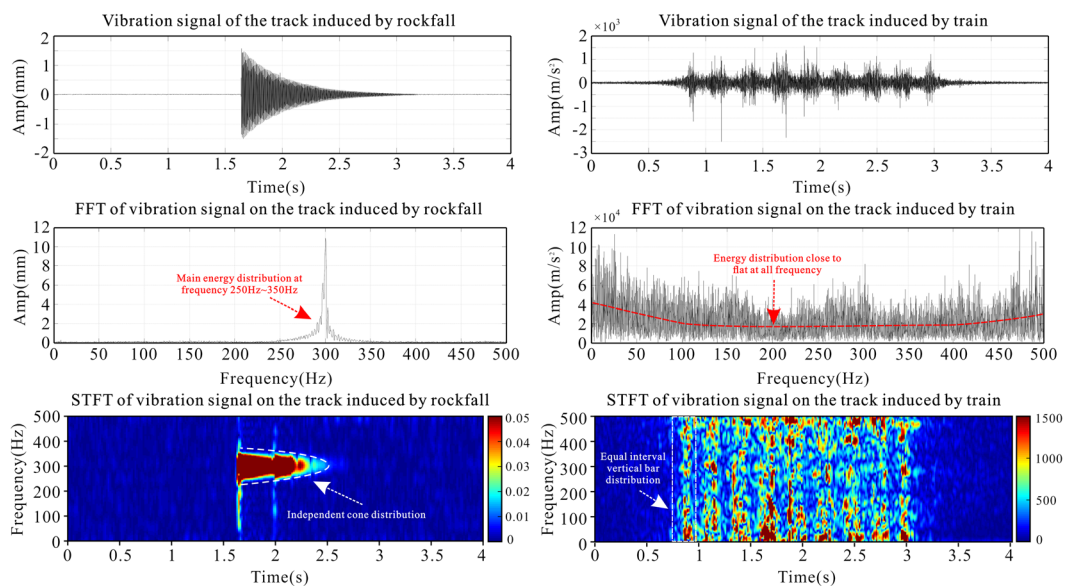 Vibration signal of the track induced by rockfall
Amp(mm)
2
1
0
-1
-2
0 0.5 1 1.5 2 2.5 3 3.5 4
Time(s)
Vibration signal of the track induced by train
×10³
Amp(m/s²)
2
1
0
-1
-2
-3
0 0.5 1 1.5 2 2.5 3 3.5 4
Time(s)
FFT of vibration signal on the track induced by rockfall
Amp(mm)
12
10
8
6
4
2
0
Main energy distribution at
frequency 250Hz~350Hz
0 50 100 150 200 250 300 350 400 450 500
Frequency(Hz)
FFT of vibration signal on the track induced by train
×10⁴
Amp(m/s²)
12
10
8
6
4
2
0
Energy distribution close to
flat at all frequency
0 50 100 150 200 250 300 350 400 450 500
Frequency(Hz)
STFT of vibration signal on the track induced by rockfall
Frequency(Hz)
500
400
300
200
100
0
Independent cone distribution
0.05
0.04
0.03
0.02
0.01
0
0 0.5 1 1.5 2 2.5 3 3.5 4
Time(s)
STFT of vibration signal on the track induced by train
Frequency(Hz)
500
400
300
200
100
0
Equal interval
vertical bar
distribution
1500
1000
500
0
0 0.5 1 1.5 2 2.5 3 3.5 4
Time(s)